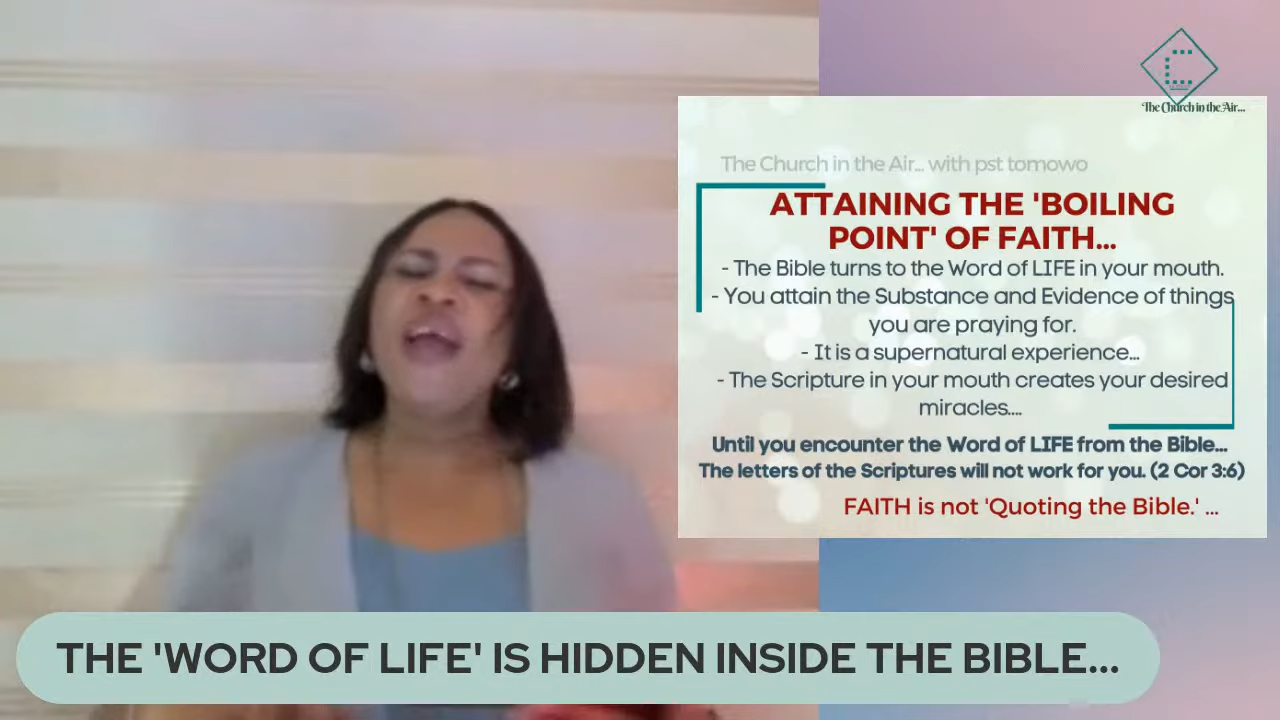 The Church in the Air...
The Church in the Air... with pst tomowo
ATTAINING THE 'BOILING
POINT' OF FAITH...
- The Bible turns to the Word of LIFE in your mouth.
- You attain the Substance and Evidence of things
you are praying for.
- It is a supernatural experience...
- The Scripture in your mouth creates your desired
miracles....
Until you encounter the Word of LIFE from the Bible...
The letters of the Scriptures will not work for you. (2 Cor 3:6)
FAITH is not 'Quoting the Bible.' ...
THE 'WORD OF LIFE' IS HIDDEN INSIDE THE BIBLE...